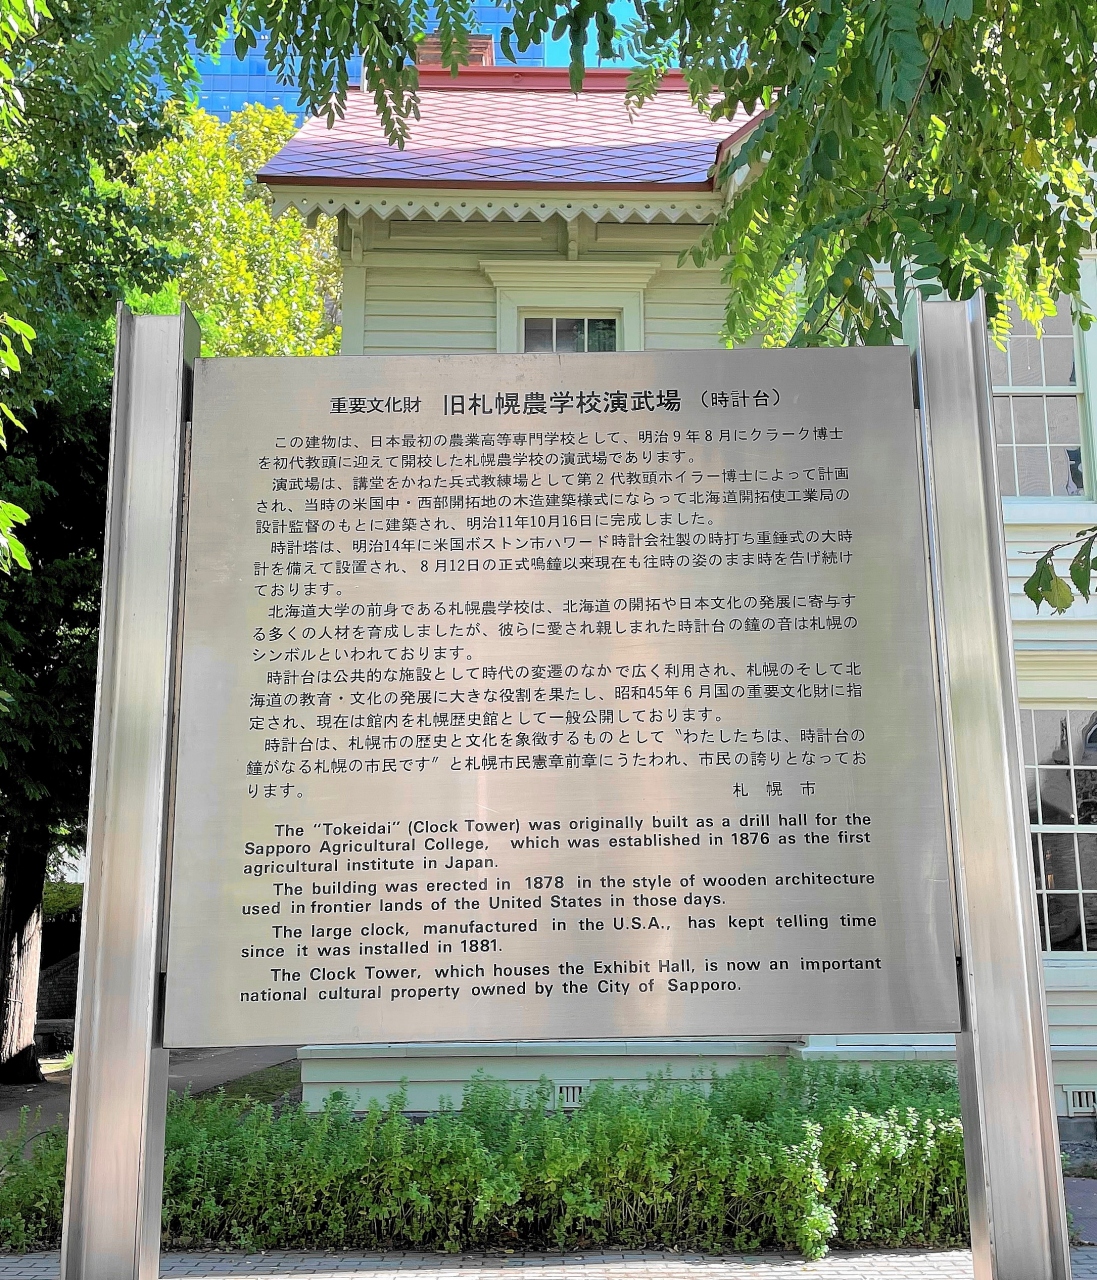 重要文化財 旧札幌農学校演武場（時計台）
この建物は、日本最初の農業高等専門学校として、明治9年8月にクラーク博士
を初代教頭に迎えて開校した札幌農学校の演武場であります。
演武場は、講堂をかねた兵式教練場として第2代教頭ホイラー博士によって計画
され、当時の米国中・西部開拓地の木造建築様式にならって北海道開拓使工業局の
設計監督のもとに建築され、明治11年10月16日に完成しました。
時計塔は、明治14年に米国ボストン市ハワード時計会社製の時打ち重錘式の大時
計を備えて設置され、8月12日の正式鳴鐘以来現在も往時の姿のまま時を告げ続け
ております。
北海道大学の前身である札幌農学校は、北海道の開拓や日本文化の発展に寄与す
る多くの人材を育成しましたが、彼らに愛され親しまれた時計台の鐘の音は札幌の
シンボルといわれております。
時計台は公共的な施設として時代の変遷のなかで広く利用され、札幌のそして北
海道の教育・文化の発展に大きな役割を果たし、昭和45年6月国の重要文化財に指
定され、現在は館内を札幌歴史館として一般公開しております。
時計台は、札幌市の歴史と文化を象徴するものとして〝わたしたちは、時計台の
鐘がなる札幌の市民です〞と札幌市民憲章前章にうたわれ、市民の誇りとなってお
ります。 札幌市
The "Tokeidai" (Clock Tower) was originally built as a drill hall for the
Sapporo Agricultural College, which was established in 1876 as the first
agricultural institute in Japan.
The building was erected in 1878 in the style of wooden architecture
used in frontier lands of the United States in those days.
The large clock, manufactured in the U.S.A., has kept telling time
since it was installed in 1881.
The Clock Tower, which houses the Exhibit Hall, is now an important
national cultural property owned by the City of Sapporo.